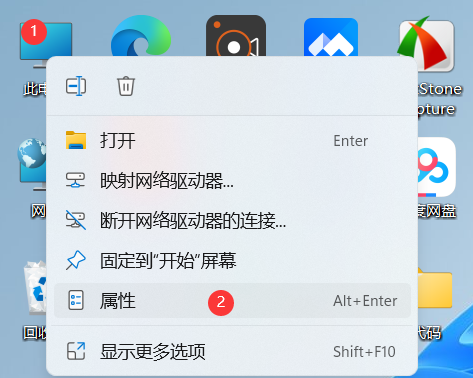 1
此电
Stone
pture
打开 Enter
映射网络驱动器...
断开网络驱动器的连接...
网
度网盘
固定到"开始"屏幕
属性 2 Alt+Enter
回收
代码
显示更多选项 Shift+F10